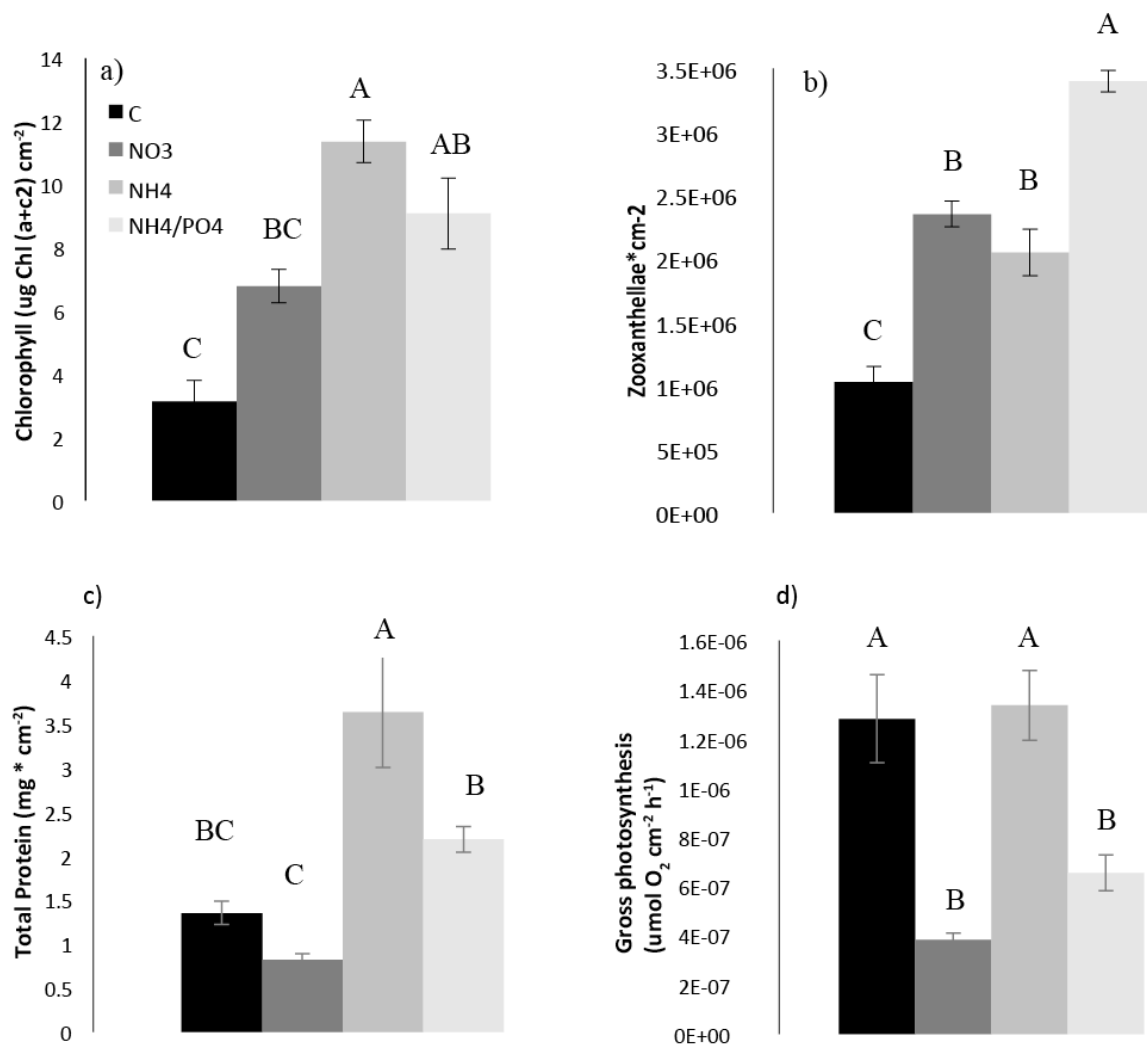 a)
Chlorophyll (ug Chl (a+c2) cm-2)
14
12
10
8
6
4
2
0
C
NO3
NH4
NH4/PO4
C
BC
A
AB
b)
Zooxanthellae*cm-2
3.5E+06
3E+06
2.5E+06
2E+06
1.5E+06
1E+06
5E+05
0E+00
C
B
B
A
c)
Total Protein (mg * cm-2)
4.5
4
3.5
3
2.5
2
1.5
1
0.5
0
BC
C
A
B
d)
Gross photosynthesis
(umol O2 cm-2 h-1)
1.6E-06
1.4E-06
1.2E-06
1E-06
8E-07
6E-07
4E-07
2E-07
0E+00
A
B
A
B